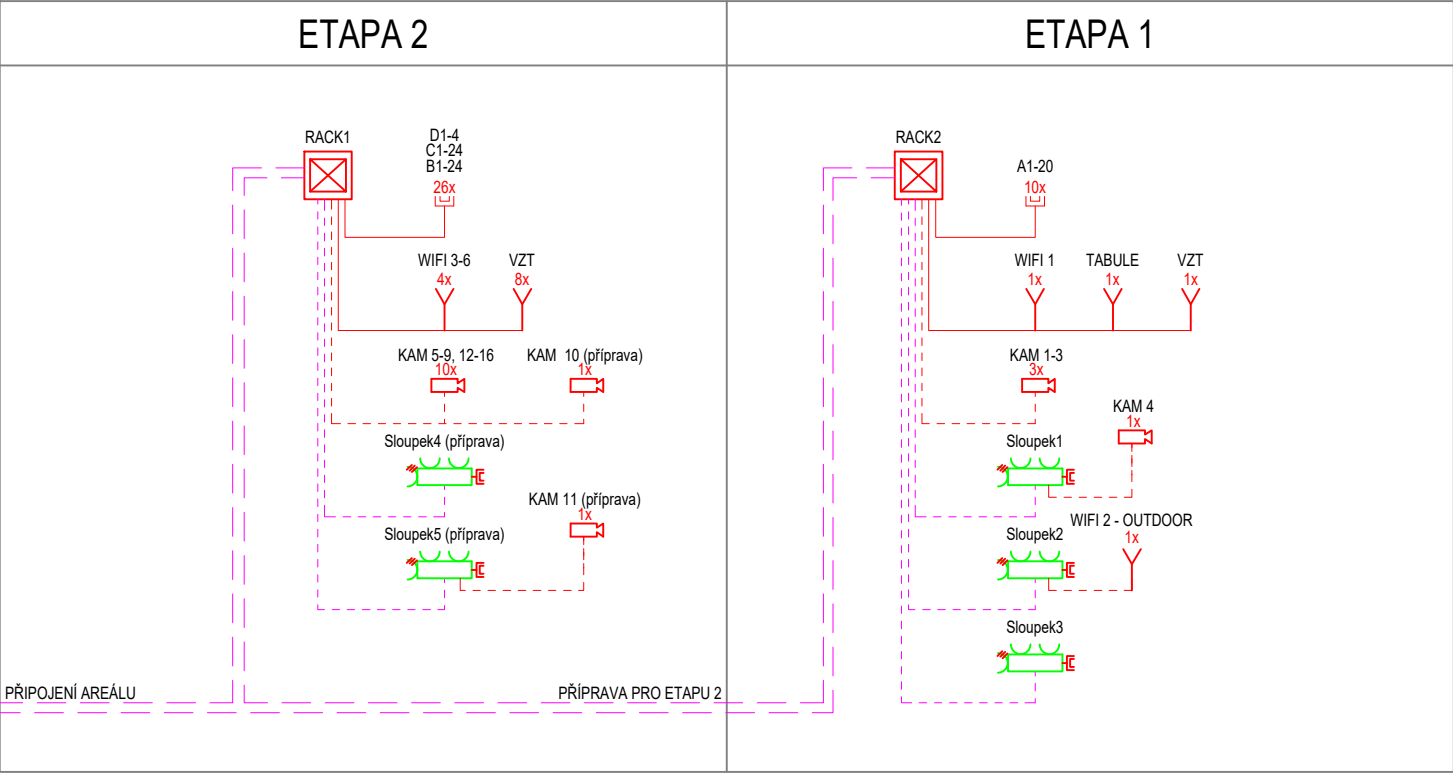 ETAPA 2
RACK1
D1-4
C1-24
B1-24
26x
WIFI 3-6
4x
VZT
8x
KAM 5-9, 12-16
10x
KAM 10 (příprava)
1x
Sloupek4 (příprava)
KAM 11 (příprava)
1x
Sloupek5 (příprava)
PŘIPOJENÍ AREÁLU
PŘÍPRAVA PRO ETAPU 2
ETAPA 1
RACK2
A1-20
10x
WIFI 1
1x
TABULE
1x
VZT
1x
KAM 1-3
3x
KAM 4
1x
Sloupek1
WIFI 2 - OUTDOOR
1x
Sloupek2
Sloupek3